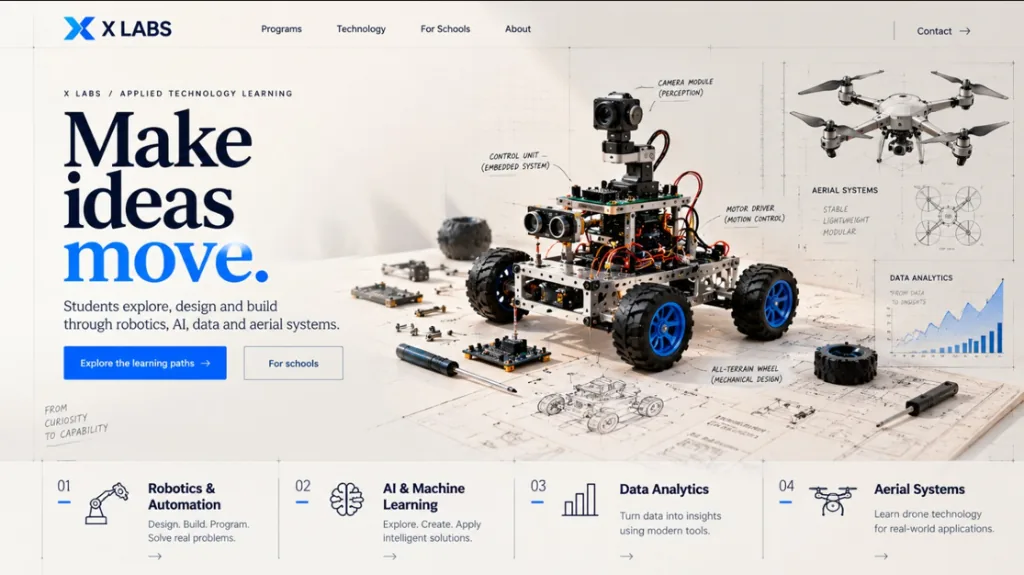 X LABS
Programs
Technology
For Schools
About
Contact →
X LABS / APPLIED TECHNOLOGY LEARNING
Make
ideas
move.
Students explore, design and build
through robotics, AI, data and aerial systems.
Explore the learning paths →
For schools
FROM
CURIOSITY
TO CAPABILITY
CAMERA MODULE
(PERCEPTION)
CONTROL UNIT
(EMBEDDED SYSTEM)
MOTOR DRIVER
(MOTION CONTROL)
ALL-TERRAIN WHEEL
(MECHANICAL DESIGN)
AERIAL SYSTEMS
STABLE
LIGHTWEIGHT
MODULAR
DATA ANALYTICS
FROM DATA
TO INSIGHTS
01
Robotics &
Automation
Design. Build. Program.
Solve real problems.
→
02
AI & Machine
Learning
Explore. Create. Apply
intelligent solutions.
→
03
Data Analytics
Turn data into insights
using modern tools.
→
04
Aerial Systems
Learn drone technology
for real-world applications.
→